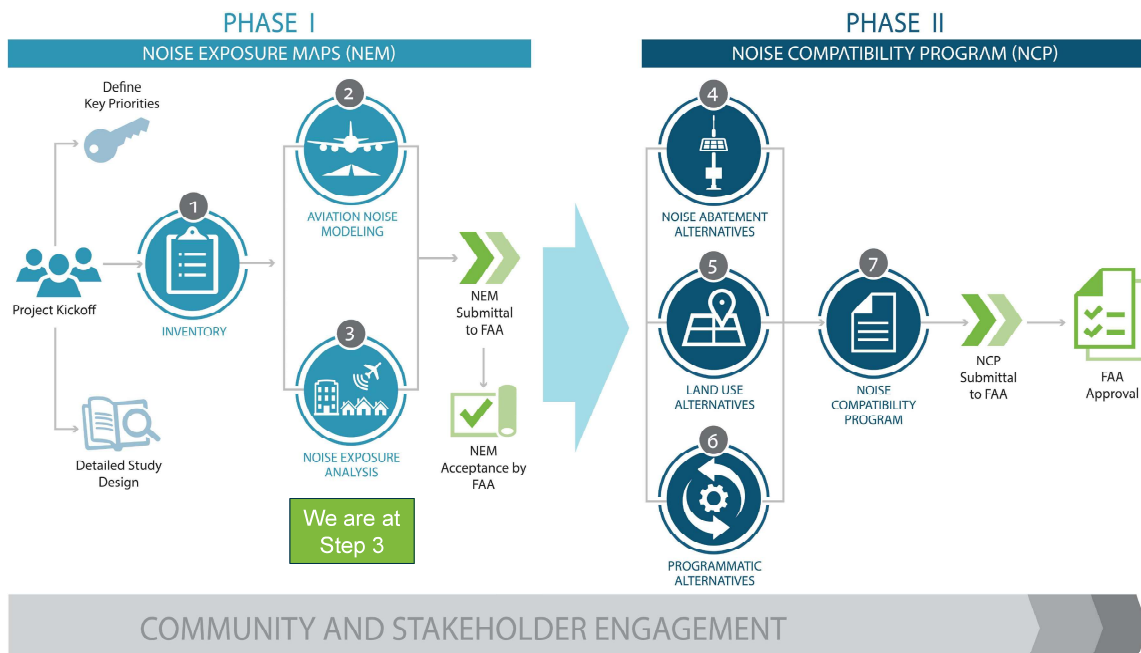 PHASE I
NOISE EXPOSURE MAPS (NEM)
Define
Key Priorities
Project Kickoff
Detailed Study
Design
1
INVENTORY
2
AVIATION NOISE
MODELING
3
NOISE EXPOSURE
ANALYSIS
We are at
Step 3
NEM
Submittal
to FAA
NEM
Acceptance by
FAA
PHASE II
NOISE COMPATIBILITY PROGRAM (NCP)
4
NOISE ABATEMENT
ALTERNATIVES
5
LAND USE
ALTERNATIVES
6
PROGRAMMATIC
ALTERNATIVES
7
NOISE
COMPATIBILITY
PROGRAM
NCP
Submittal
to FAA
FAA
Approval
COMMUNITY AND STAKEHOLDER ENGAGEMENT